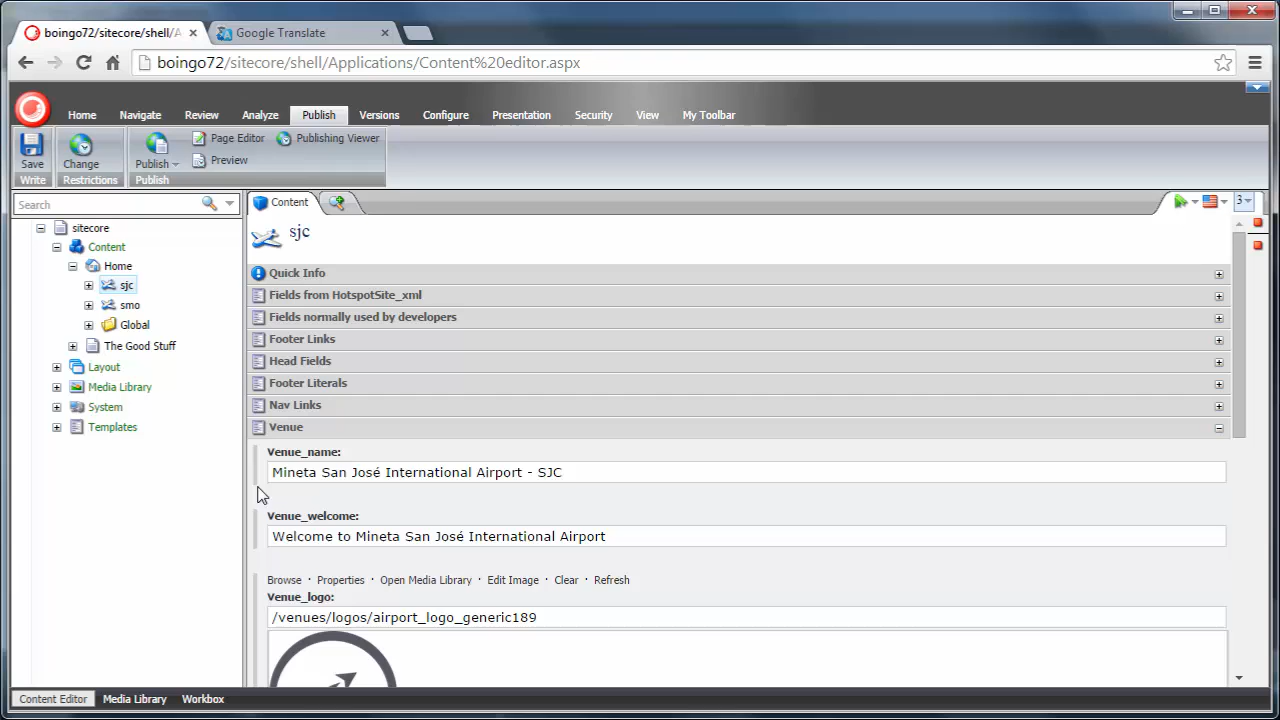 boingo72/sitecore/shell/A
Google Translate
boingo72/sitecore/shell/Applications/Content%20editor.aspx
Home Navigate Review Analyze Publish Versions Configure Presentation Security View My Toolbar
Save
Write
Change
Restrictions
Publish
Page Editor
Publishing Viewer
Preview
Publish
Search
sitecore
Content
Home
sjc
smo
Global
The Good Stuff
Layout
Media Library
System
Templates
Content
3
sjc
Quick Info
Fields from HotspotSite_xml
Fields normally used by developers
Footer Links
Head Fields
Footer Literals
Nav Links
Venue
Venue_name:
Mineta San José International Airport - SJC
Venue_welcome:
Welcome to Mineta San José International Airport
Browse · Properties · Open Media Library · Edit Image · Clear · Refresh
Venue_logo:
/venues/logos/airport_logo_generic189
Content Editor Media Library Workbox